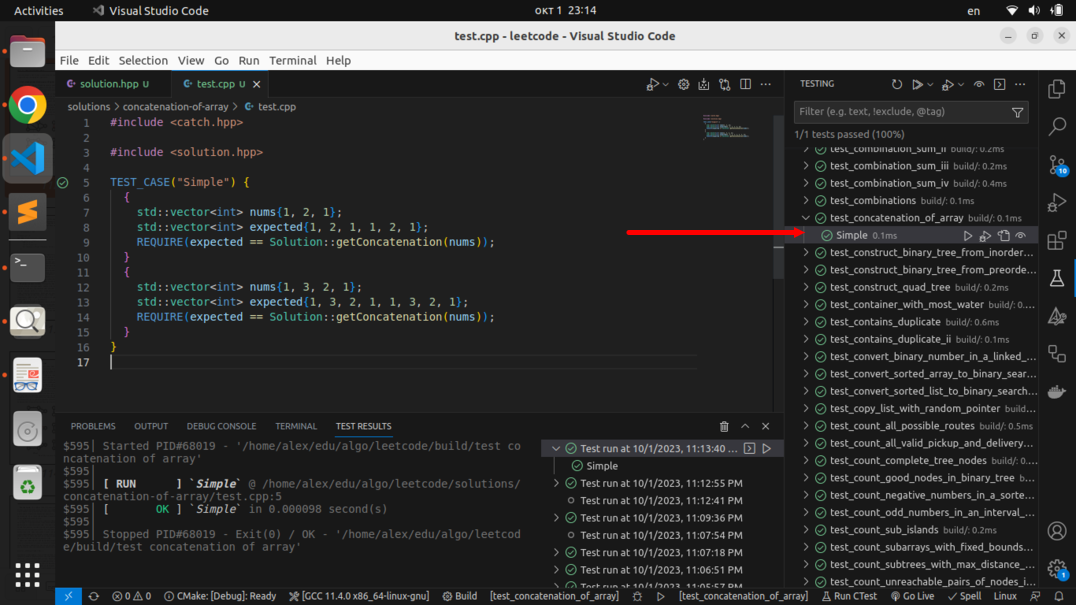 Activities
Visual Studio Code
окт 1 23:14
en
test.cpp - leetcode - Visual Studio Code
File Edit Selection View Go Run Terminal Help
solution.hpp U
test.cpp U
solutions > concatenation-of-array > test.cpp
1 #include <catch.hpp>
2
3 #include <solution.hpp>
4
5 TEST_CASE("Simple") {
6 {
7 std::vector<int> nums{1, 2, 1};
8 std::vector<int> expected{1, 2, 1, 1, 2, 1};
9 REQUIRE(expected == Solution::getConcatenation(nums));
10 }
11 {
12 std::vector<int> nums{1, 3, 2, 1};
13 std::vector<int> expected{1, 3, 2, 1, 1, 3, 2, 1};
14 REQUIRE(expected == Solution::getConcatenation(nums));
15 }
16 }
17
PROBLEMS OUTPUT DEBUG CONSOLE TERMINAL TEST RESULTS
$595| Started PID#68019 - '/home/alex/edu/algo/leetcode/build/test co
ncatenation of array'
$595|
$595| [ RUN ] `Simple` @ /home/alex/edu/algo/leetcode/solutions/
concatenation-of-array/test.cpp:5
$595| [ OK ] `Simple` in 0.000098 second(s)
$595|
$595| Stopped PID#68019 - Exit(0) / OK - '/home/alex/edu/algo/leetcod
e/build/test concatenation of array'
Test run at 10/1/2023, 11:13:40 ...
Simple
Test run at 10/1/2023, 11:12:55 PM
Test run at 10/1/2023, 11:12:41 PM
Test run at 10/1/2023, 11:09:36 PM
Test run at 10/1/2023, 11:07:54 PM
Test run at 10/1/2023, 11:07:18 PM
Test run at 10/1/2023, 11:06:51 PM
Test run at 10/1/2023, 11:05:57 PM
TESTING
Filter (e.g. text, !exclude, @tag)
1/1 tests passed (100%)
test_combination_sum_ii build/: 0.2ms
test_combination_sum_iii build/: 0.2ms
test_combination_sum_iv build/: 0.4ms
test_combinations build/: 0.1ms
test_concatenation_of_array build/: 0.1ms
Simple 0.1ms
test_construct_binary_tree_from_inorder...
test_construct_binary_tree_from_preorde...
test_construct_quad_tree build/: 0.2ms
test_container_with_most_water build/: 0....
test_contains_duplicate build/: 0.6ms
test_contains_duplicate_ii build/: 0.1ms
test_convert_binary_number_in_a_linked_...
test_convert_sorted_array_to_binary_sear...
test_convert_sorted_list_to_binary_search...
test_copy_list_with_random_pointer build...
test_count_all_possible_routes build/: 0.5ms
test_count_all_valid_pickup_and_delivery...
test_count_complete_tree_nodes build/: 0....
test_count_good_nodes_in_binary_tree b...
test_count_negative_numbers_in_a_sorte...
test_count_odd_numbers_in_an_interval_...
test_count_sub_islands build/: 0.2ms
test_count_subarrays_with_fixed_bounds...
test_count_subtrees_with_max_distance_...
test_count_unreachable_pairs_of_nodes_i...
10
1
0 0 CMake: [Debug]: Ready [GCC 11.4.0 x86_64-linux-gnu] Build [test_concatenation_of_array] [test_concatenation_of_array] Run CTest Go Live Spell Linux